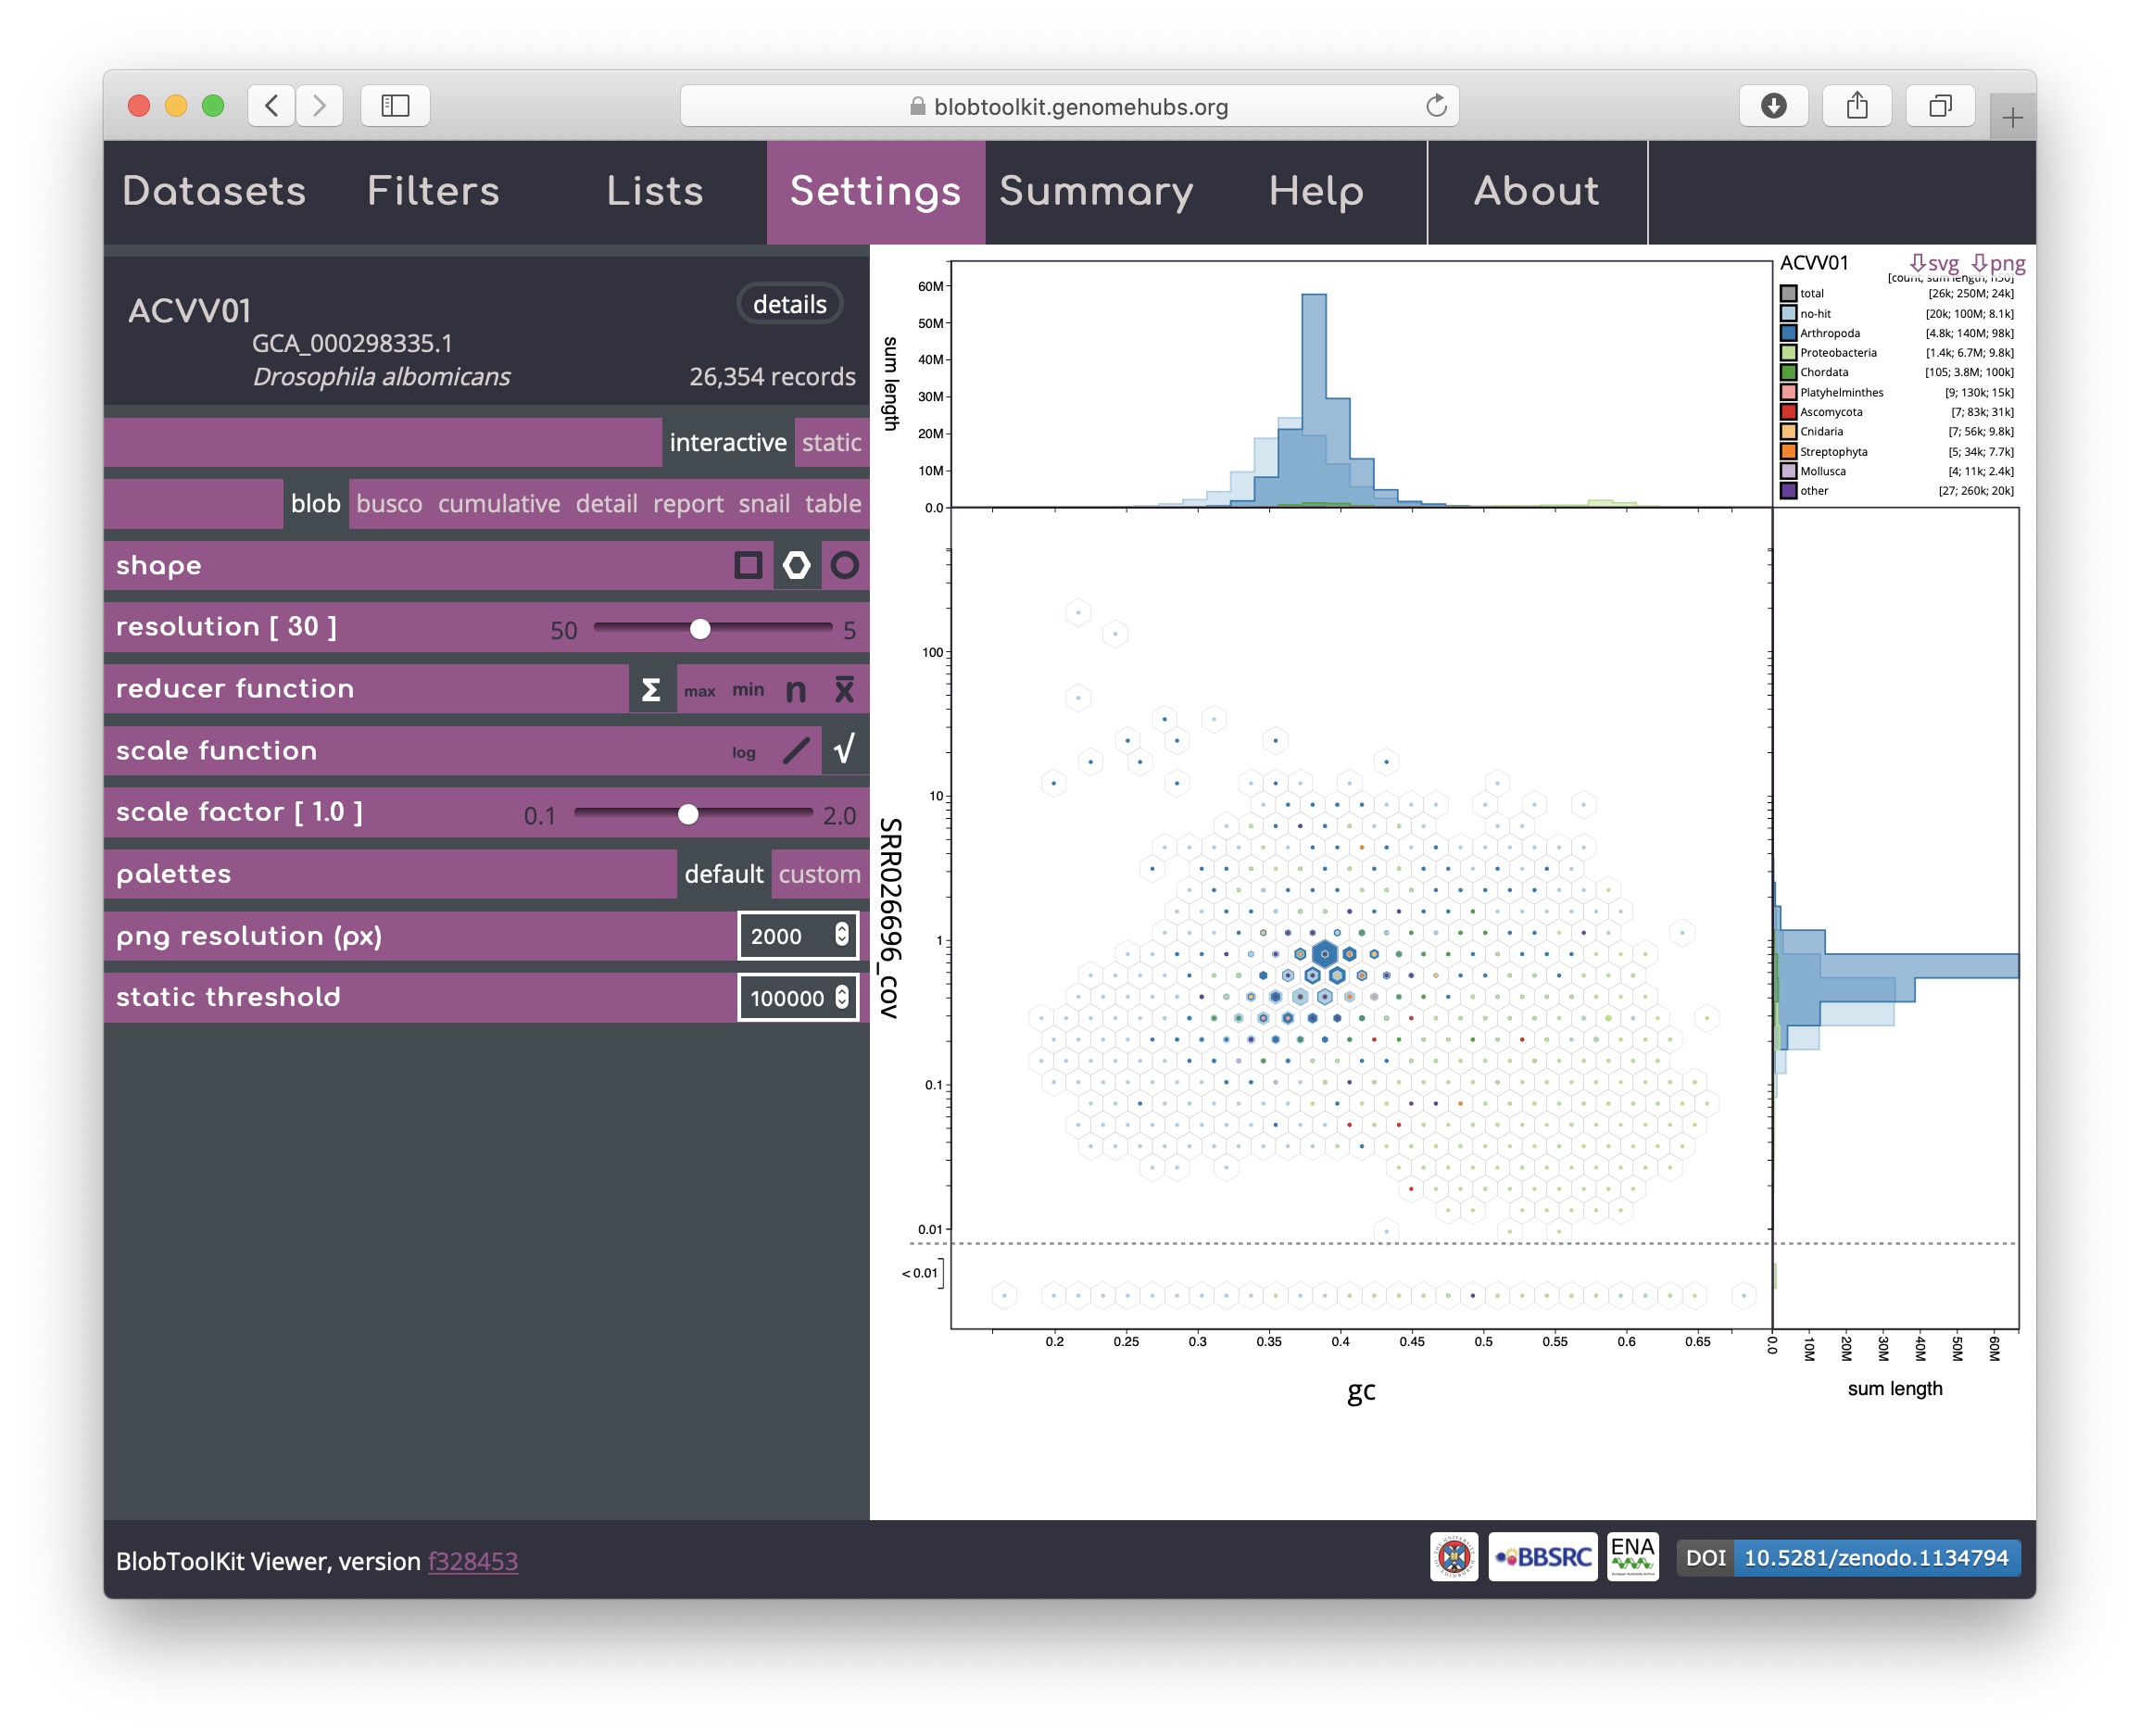 blobtoolkit.genomehubs.org
Datasets Filters Lists Settings Summary Help About
ACVV01 details
GCA_000298335.1
Drosophila albomicans 26,354 records
interactive static
blob busco cumulative detail report snail table
shape
resolution [ 30 ] 50 5
reducer function Σ max min n x̅
scale function log √
scale factor [ 1.0 ] 0.1 2.0
palettes default custom
png resolution (px) 2000
static threshold 100000
sum length
60M
50M
40M
30M
20M
10M
0.0
ACVV01 svg png
[count; sum length; n50]
total [26k; 250M; 24k]
no-hit [20k; 100M; 8.1k]
Arthropoda [4.8k; 140M; 98k]
Proteobacteria [1.4k; 6.7M; 9.8k]
Chordata [105; 3.8M; 100k]
Platyhelminthes [9; 130k; 15k]
Ascomycota [7; 83k; 31k]
Cnidaria [7; 56k; 9.8k]
Streptophyta [5; 34k; 7.7k]
Mollusca [4; 11k; 2.4k]
other [27; 260k; 20k]
SRR026696_cov
100
10
1
0.1
0.01
< 0.01
0.2 0.25 0.3 0.35 0.4 0.45 0.5 0.55 0.6 0.65
gc
0.0 10M 20M 30M 40M 50M 60M
sum length
BlobToolKit Viewer, version f328453
BBSRC
ENA
DOI 10.5281/zenodo.1134794